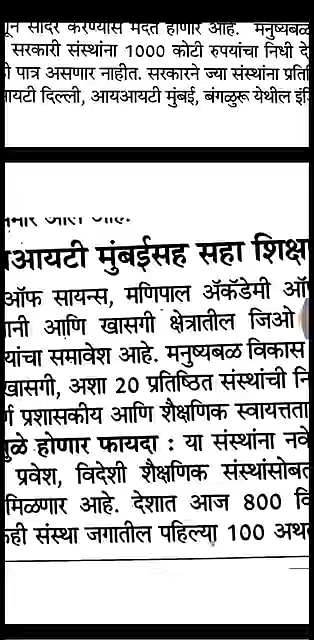 सादर करण्यास मदत होणार आहे. मनुष्यबळ
सरकारी संस्थांना 1000 कोटी रुपयांचा निधी दे
पात्र असणार नाहीत. सरकारने ज्या संस्थांना प्रति
आयटी दिल्ली, आयआयटी मुंबई, बंगळुरू येथील इंि
आयटी मुंबईसह सहा शिक्ष
ऑफ सायन्स, मणिपाल ॲकॅडेमी ऑ
नी आणि खासगी क्षेत्रातील जिओ
यांचा समावेश आहे. मनुष्यबळ विकास
खासगी, अशा 20 प्रतिष्ठित संस्थांची नि
प्रशासकीय आणि शैक्षणिक स्वायत्तता
ळे होणार फायदा : या संस्थांना नवे
प्रवेश, विदेशी शैक्षणिक संस्थांसोबत
मिळणार आहे. देशात आज 800 वि
ही संस्था जगातील पहिल्या 100 अथ